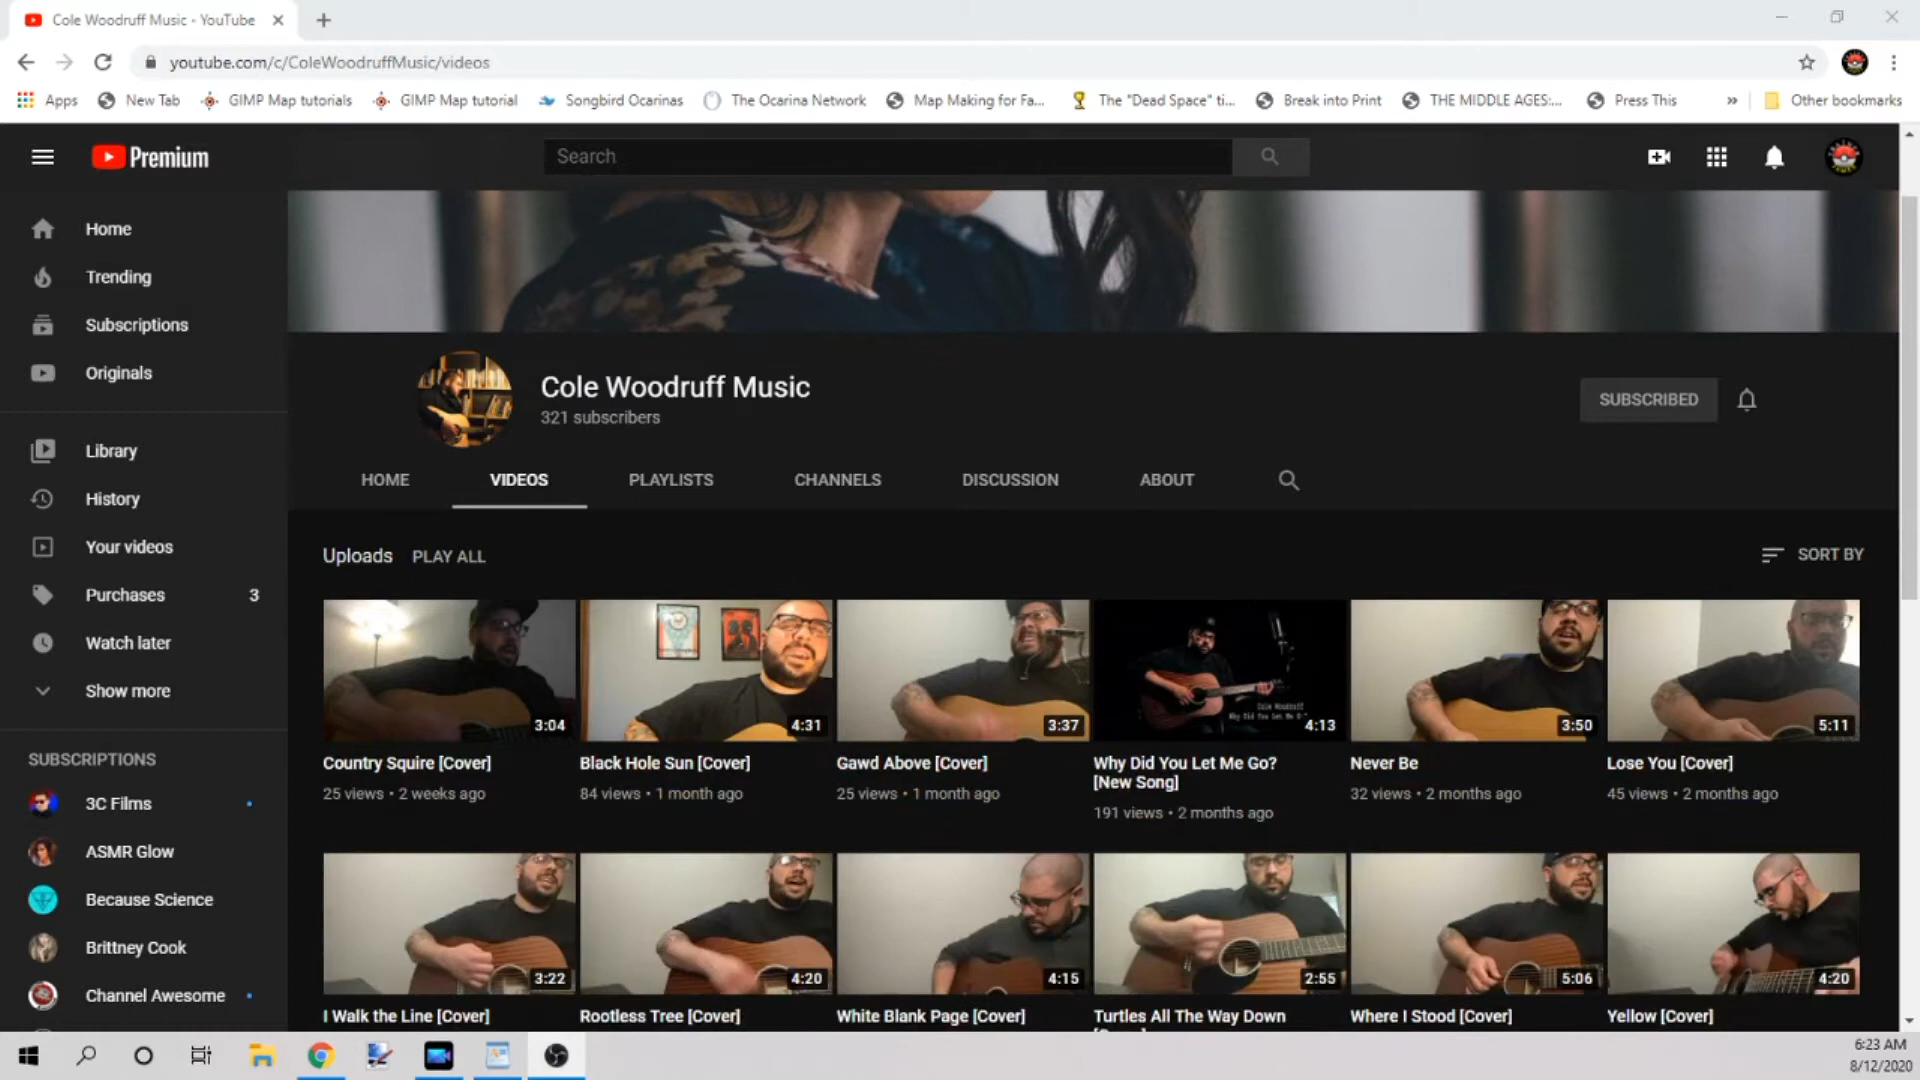 Cole Woodruff Music - YouTube
youtube.com/c/ColeWoodruffMusic/videos
Apps New Tab GIMP Map tutorials GIMP Map tutorial Songbird Ocarinas The Ocarina Network Map Making for Fa... The "Dead Space" ti... Break into Print THE MIDDLE AGES:... Press This » Other bookmarks
Premium
Search
Home
Trending
Subscriptions
Originals
Library
History
Your videos
Purchases 3
Watch later
Show more
SUBSCRIPTIONS
3C Films
ASMR Glow
Because Science
Brittney Cook
Channel Awesome
Cole Woodruff Music
321 subscribers
SUBSCRIBED
HOME VIDEOS PLAYLISTS CHANNELS DISCUSSION ABOUT
Uploads PLAY ALL SORT BY
3:04 4:31 3:37 4:13 3:50 5:11
Cole Woodruff
Country Squire [Cover]
25 views • 2 weeks ago
Black Hole Sun [Cover]
84 views • 1 month ago
Gawd Above [Cover]
25 views • 1 month ago
Why Did You Let Me Go?
[New Song]
191 views • 2 months ago
Never Be
32 views • 2 months ago
Lose You [Cover]
45 views • 2 months ago
3:22 4:20 4:15 2:55 5:06 4:20
I Walk the Line [Cover]
Rootless Tree [Cover]
White Blank Page [Cover]
Turtles All The Way Down
Where I Stood [Cover]
Yellow [Cover]
6:23 AM
8/12/2020